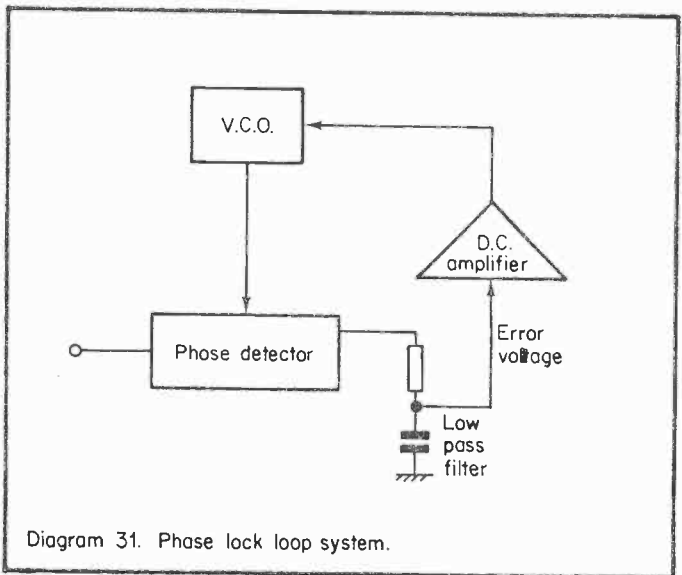 V.C.O.
D.C.
amplifier
Phase detector
Error
voltage
Low
pass
filter
Diagram 31. Phase lock loop system.